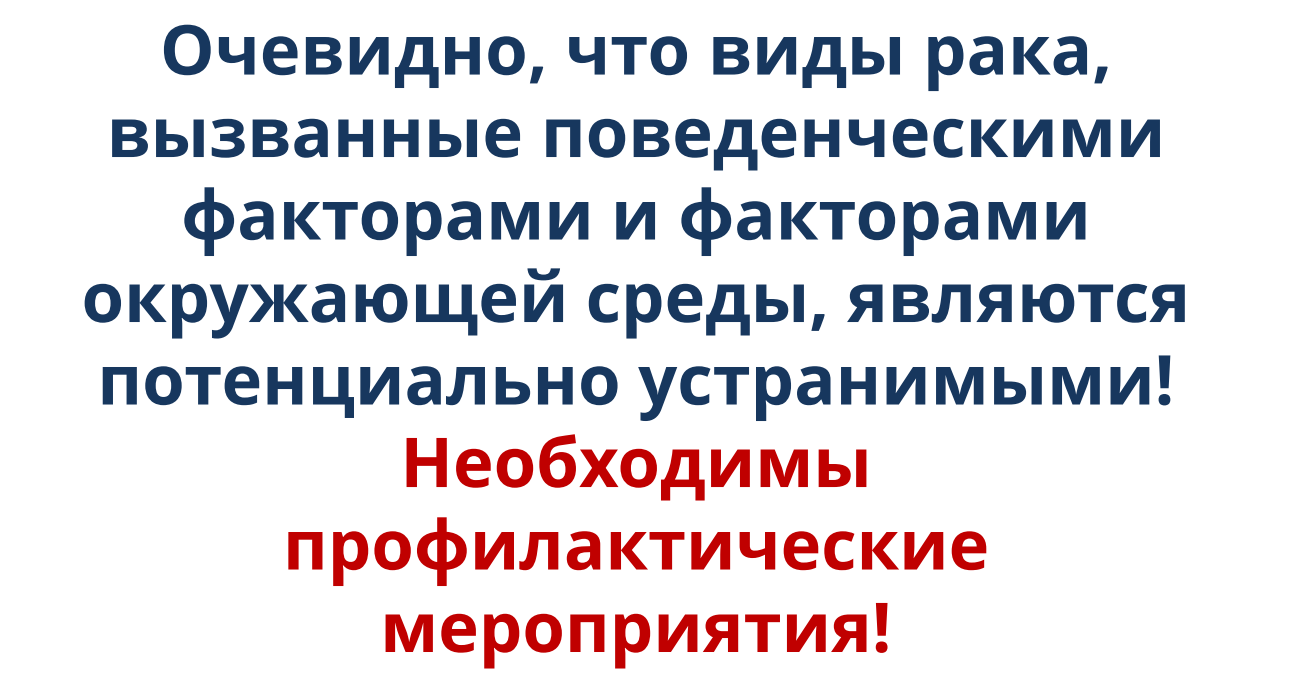 Очевидно, что виды рака,
вызванные поведенческими
факторами и факторами
окружающей среды, являются
потенциально устранимыми!
Необходимы
профилактические
мероприятия!